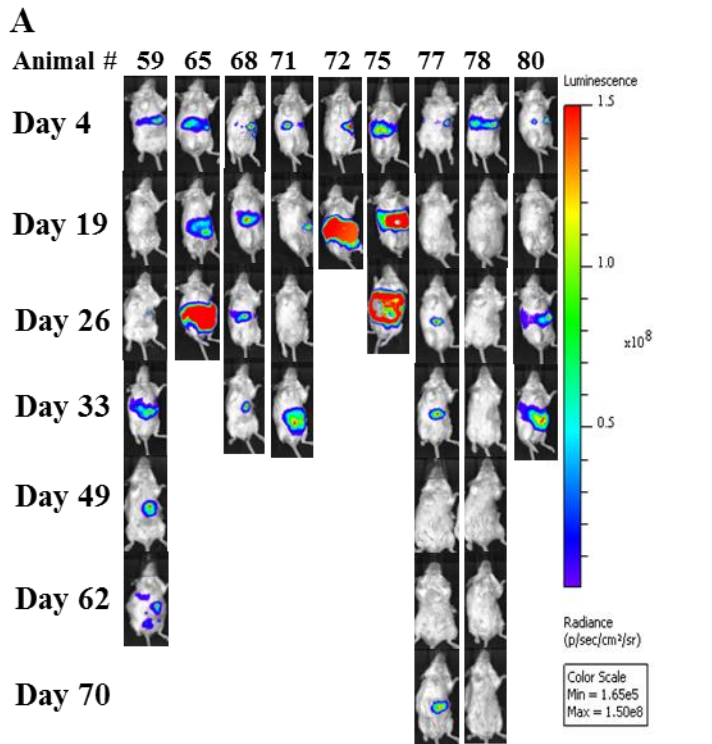 A
Animal # 59 65 68 71 72 75 77 78 80
Luminescence
Day 4
1.5
Day 19
1.0
Day 26
x10⁸
Day 33
0.5
Day 49
Day 62
Radiance
(p/sec/cm²/sr)
Day 70
Color Scale
Min = 1.65e5
Max = 1.50e8